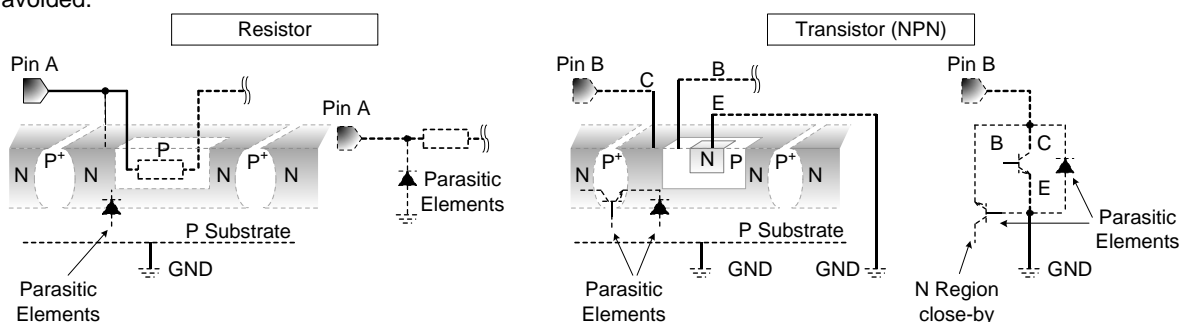 avoided.
Resistor
Transistor (NPN)
Pin A
Pin A
N P+ N P N P+ N
Parasitic
Elements
P Substrate
GND
Parasitic
Elements
Pin B
C
B
E
N P+ N N P N P+ N
P Substrate
GND
GND
Parasitic
Elements
Pin B
B
C
E
Parasitic
Elements
GND
N Region
close-by